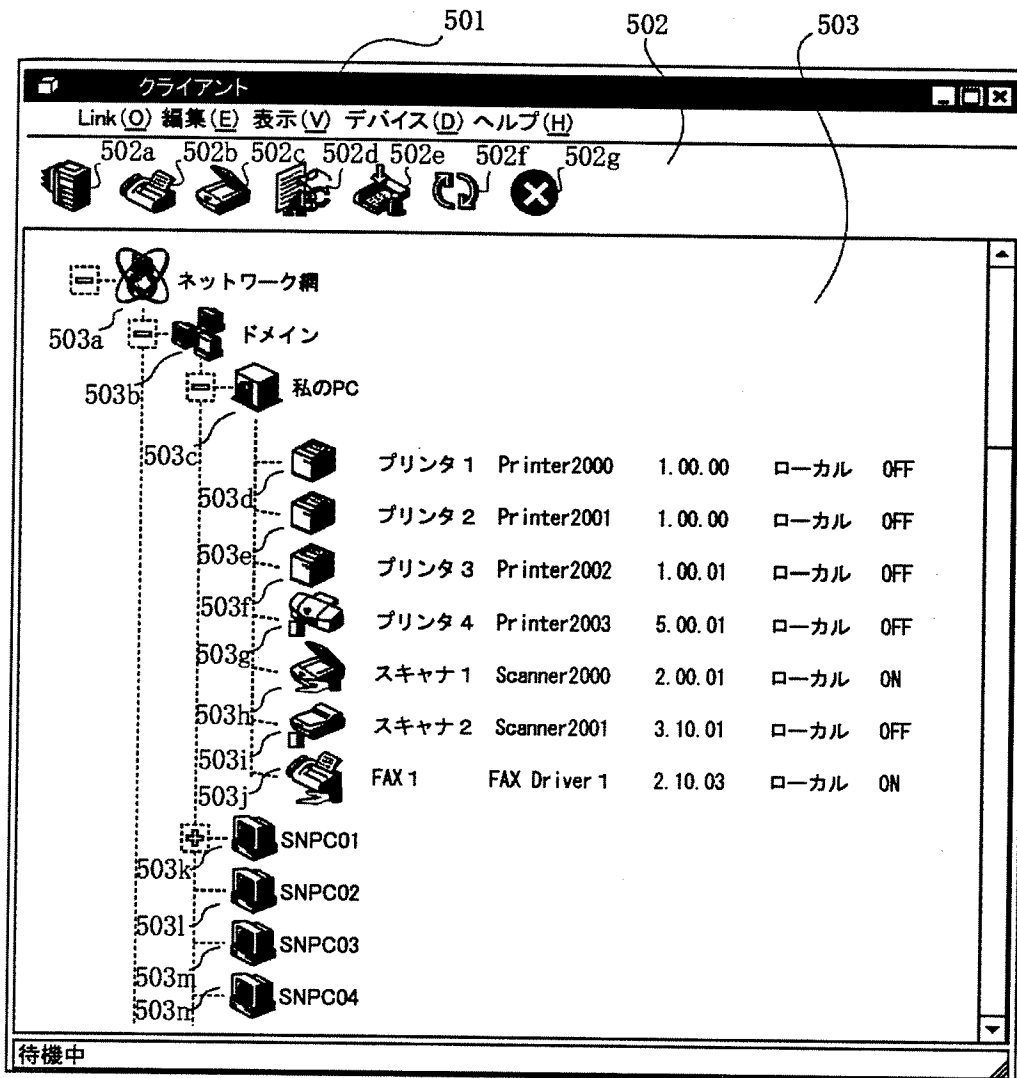 501 502 503
クライアント
Link(O) 編集(E) 表示(V) デバイス(D) ヘルプ(H)
502a 502b 502c 502d 502e 502f 502g
ネットワーク網
503a ドメイン
503b 私のPC
503c プリンタ1 Printer2000 1.00.00 ローカル OFF
503d プリンタ2 Printer2001 1.00.00 ローカル OFF
503e プリンタ3 Printer2002 1.00.01 ローカル OFF
503f プリンタ4 Printer2003 5.00.01 ローカル OFF
503g スキャナ1 Scanner2000 2.00.01 ローカル ON
503h スキャナ2 Scanner2001 3.10.01 ローカル OFF
503i FAX1 FAX Driver1 2.10.03 ローカル ON
503j
SNPC01
503k
SNPC02
503l
SNPC03
503m
SNPC04
503n
待機中